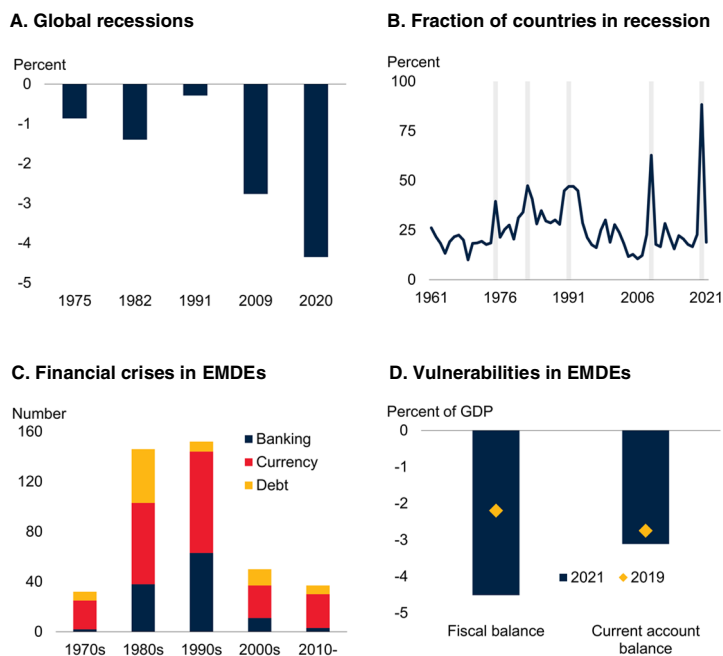 A. Global recessions
Percent
0
-1
-2
-3
-4
-5
1975 1982 1991 2009 2020
B. Fraction of countries in recession
Percent
100
75
50
25
0
1961 1976 1991 2006 2021
C. Financial crises in EMDEs
Number
160
120
80
40
0
Banking
Currency
Debt
1970s 1980s 1990s 2000s 2010-
D. Vulnerabilities in EMDEs
Percent of GDP
0
-1
-2
-3
-4
-5
2021 2019
Fiscal balance Current account
balance